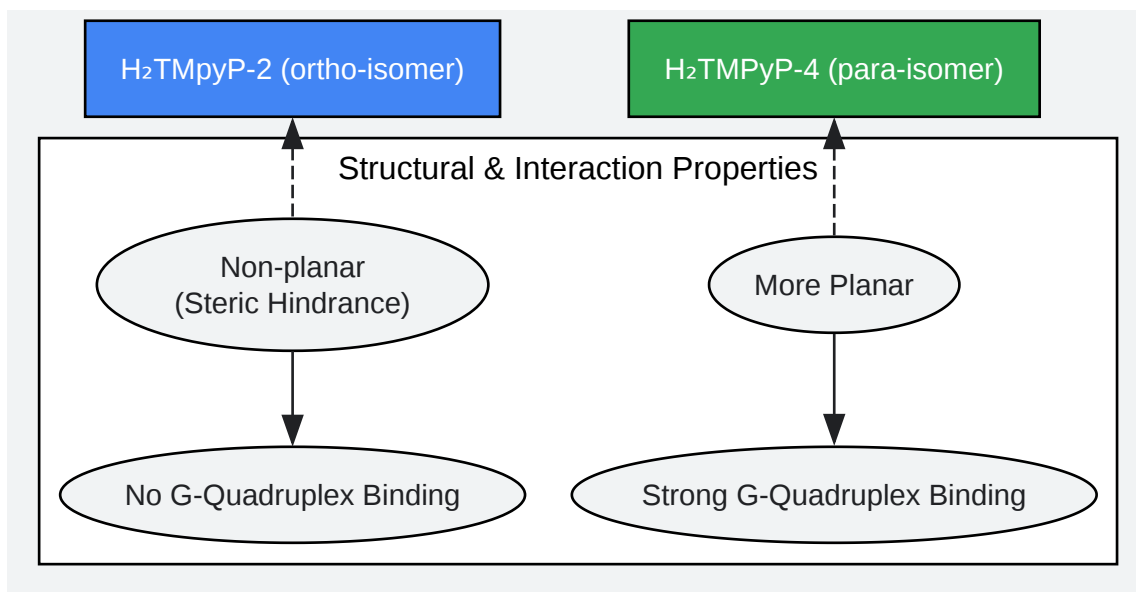 H₂TMpyP-2 (ortho-isomer)
H₂TMPyP-4 (para-isomer)
Structural & Interaction Properties
Non-planar
(Steric Hindrance)
More Planar
No G-Quadruplex Binding
Strong G-Quadruplex Binding